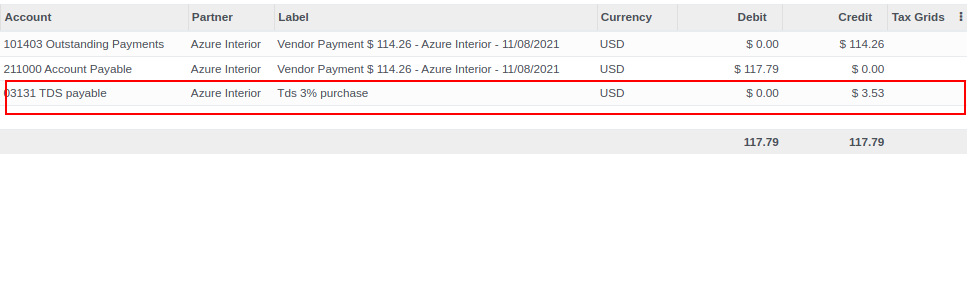 Account Partner Label Currency Debit Credit Tax Grids
101403 Outstanding Payments Azure Interior Vendor Payment $ 114.26 - Azure Interior - 11/08/2021 USD $ 0.00 $ 114.26
211000 Account Payable Azure Interior Vendor Payment $ 114.26 - Azure Interior - 11/08/2021 USD $ 117.79 $ 0.00
03131 TDS payable Azure Interior Tds 3% purchase USD $ 0.00 $ 3.53
117.79 117.79